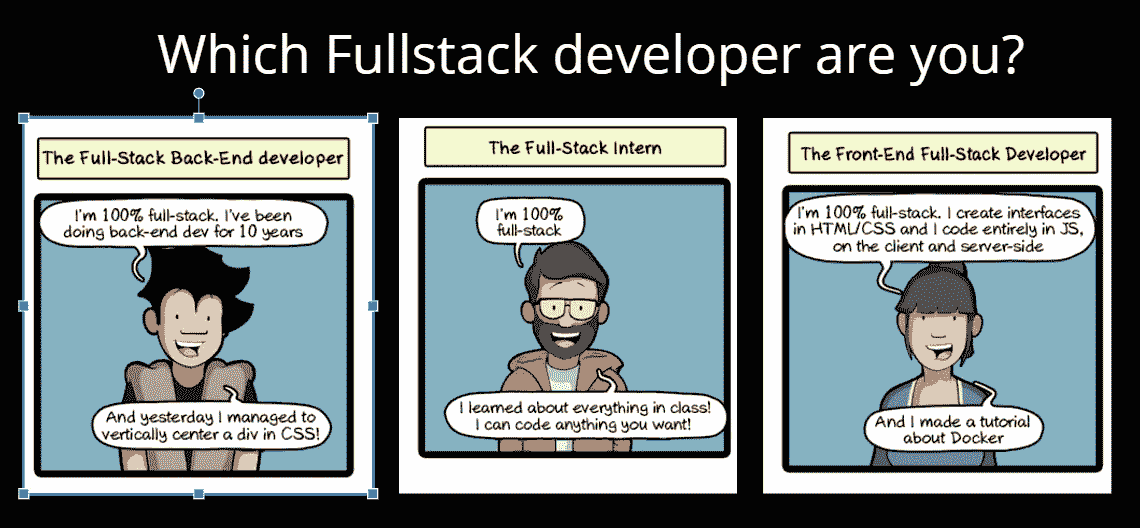 Which Fullstack developer are you?
The Full-Stack Back-End developer
I'm 100% full-stack. I've been
doing back-end dev for 10 years
And yesterday I managed to
vertically center a div in CSS!
The Full-Stack Intern
I'm 100%
full-stack
I learned about everything in class!
I can code anything you want!
The Front-End Full-Stack Developer
I'm 100% full-stack. I create interfaces
in HTML/CSS and I code entirely in JS,
on the client and server-side
And I made a tutorial
about Docker